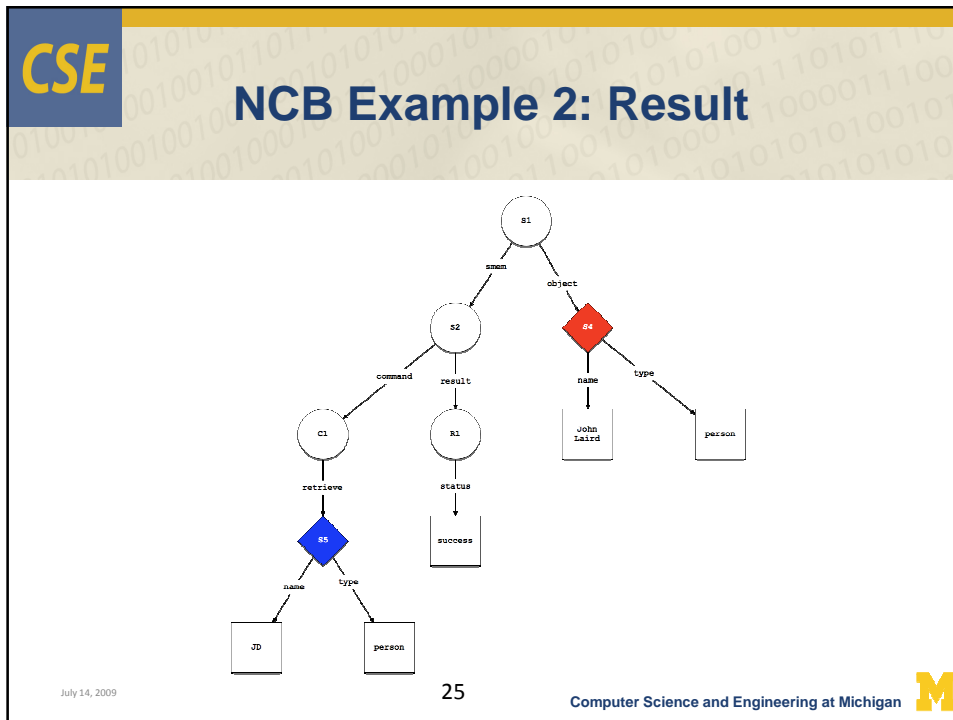 CSE
NCB Example 2: Result
S1
smem
object
S2
S4
command
result
name
type
C1
R1
John
Laird
person
retrieve
status
S5
success
name
type
JD
person
July 14, 2009
25
Computer Science and Engineering at Michigan
M